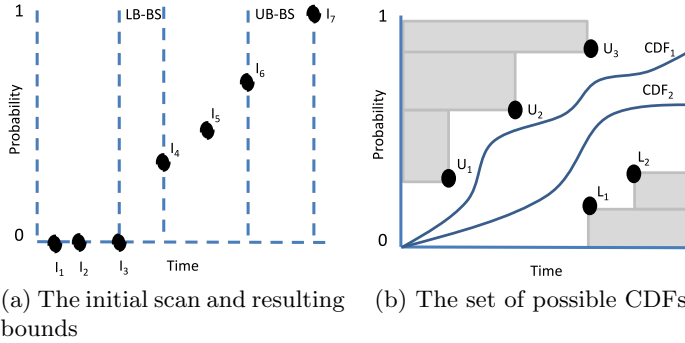 1
LB-BS
UB-BS
I7
I6
I5
I4
Probability
0
I1
I2
I3
Time
(a) The initial scan and resulting
bounds
1
U3
CDF1
CDF2
U2
Probability
U1
L2
L1
0
Time
(b) The set of possible CDFs